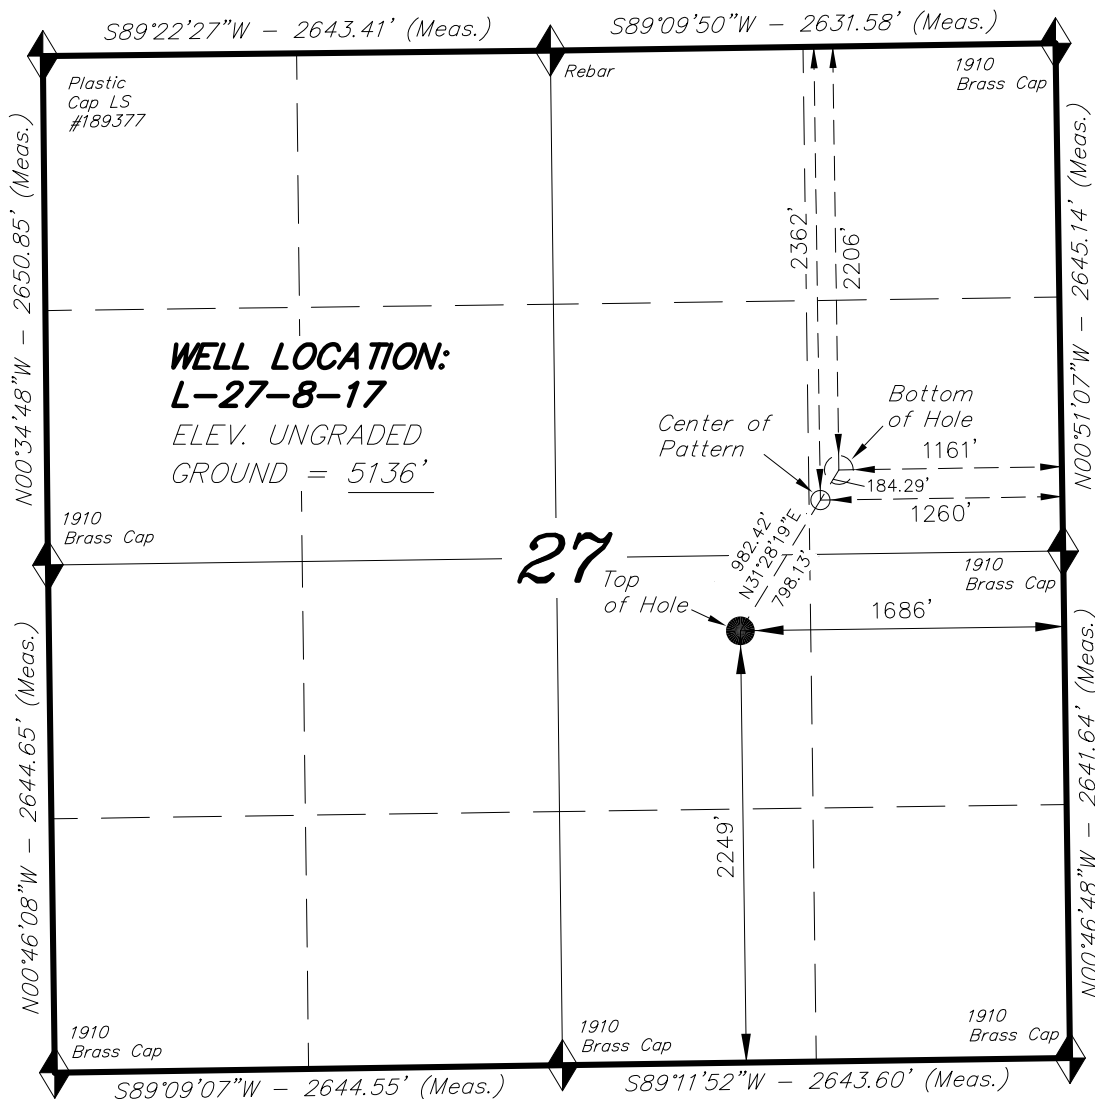 S89°22'27"W - 2643.41' (Meas.)
S89°09'50"W - 2631.58' (Meas.)
Plastic
Cap LS
#189377
Rebar
1910
Brass Cap
N00°34'48"W - 2650.85' (Meas.)
N00°51'07"W - 2645.14' (Meas.)
2362'
2206'
WELL LOCATION:
L-27-8-17
ELEV. UNGRADED
GROUND = 5136'
Center of
Pattern
Bottom
of Hole
1161'
184.29'
1260'
1910
Brass Cap
27
982.42'
N31°28'19"E
798.13'
1910
Brass Cap
Top
of Hole
1686'
N00°46'08"W - 2644.65' (Meas.)
N00°46'48"W - 2641.64' (Meas.)
2249'
1910
Brass Cap
1910
Brass Cap
1910
Brass Cap
S89°09'07"W - 2644.55' (Meas.)
S89°11'52"W - 2643.60' (Meas.)